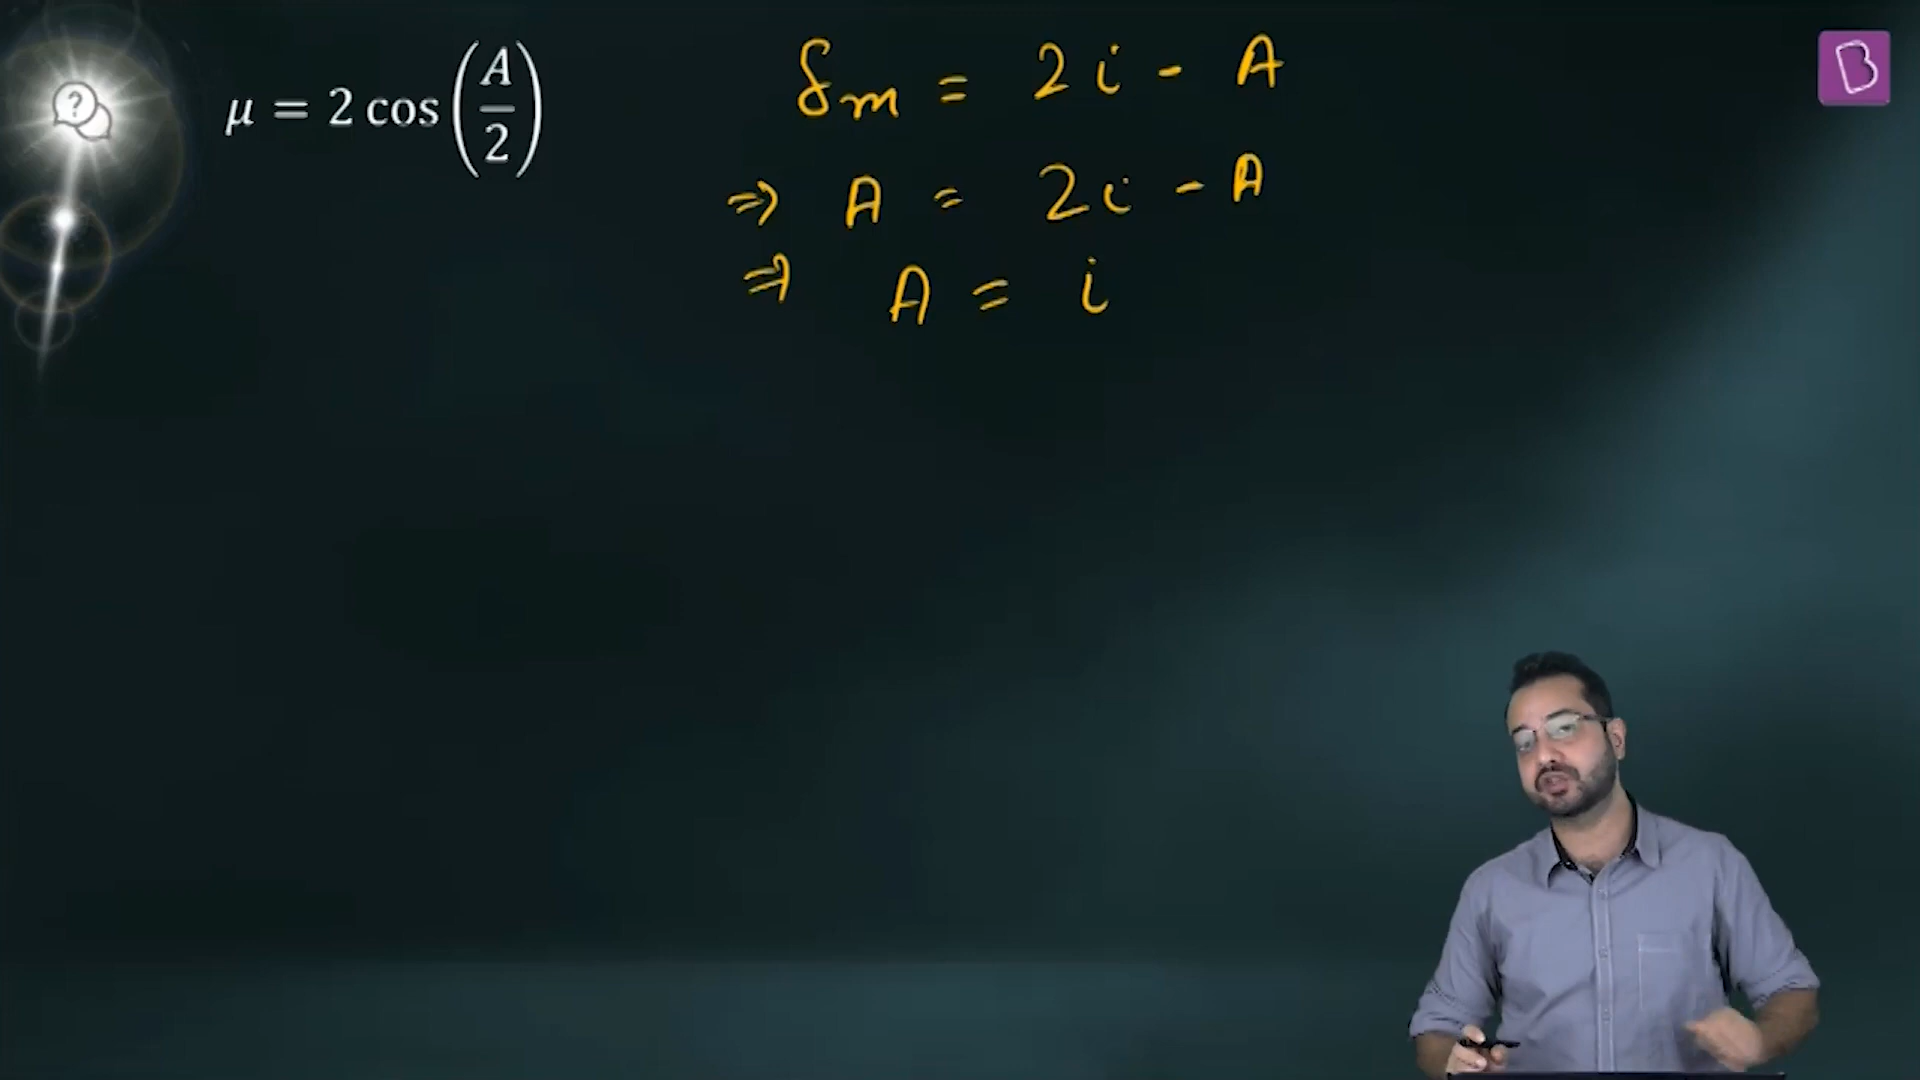 μ = 2 cos(A/2)
δm = 2i - A
⇒ A = 2i - A
⇒ A = i
?
B